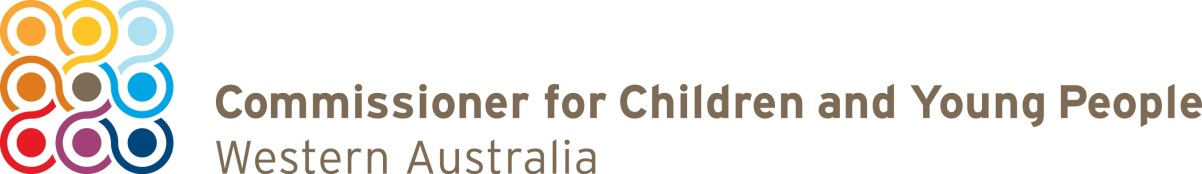 Commissioner for Children and Young People
Western Australia